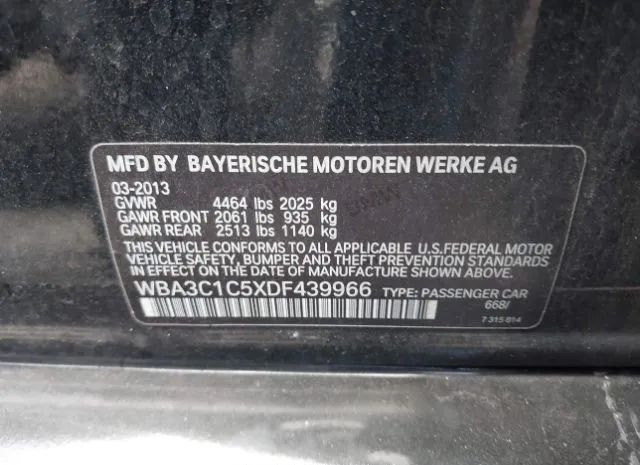 MFD BY BAYERISCHE MOTOREN WERKE AG
03-2013
GVWR 4464 lbs 2025 kg
GAWR FRONT 2061 lbs 935 kg
GAWR REAR 2513 lbs 1140 kg
THIS VEHICLE CONFORMS TO ALL APPLICABLE U.S.FEDERAL MOTOR
VEHICLE SAFETY, BUMPER AND THEFT PREVENTION STANDARDS
IN EFFECT ON THE DATE OF MANUFACTURE SHOWN ABOVE.
WBA3C1C5XDF439966 TYPE: PASSENGER CAR
668/
7 315 814